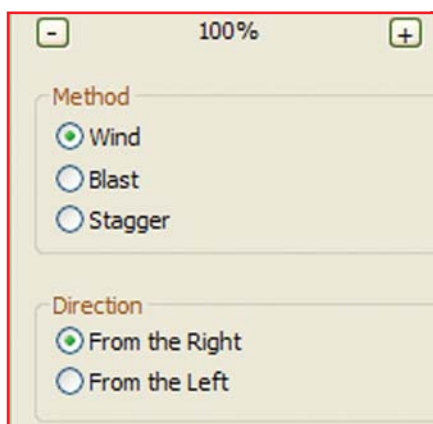 - 100% +
Method
Wind
Blast
Stagger
Direction
From the Right
From the Left